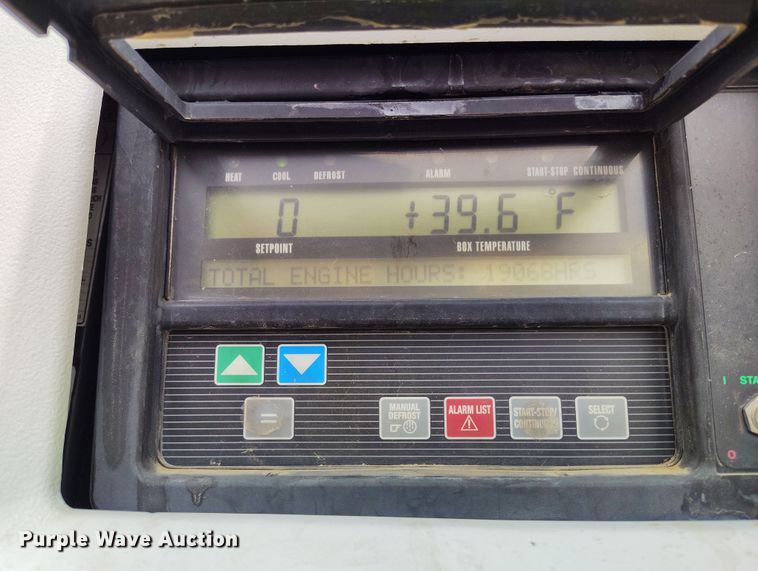 HEAT COOL DEFROST ALARM START-STOP CONTINUOUS
0 +39.6 °F
SETPOINT BOX TEMPERATURE
TOTAL ENGINE HOURS: 19068HRS
MANUAL DEFROST
ALARM LIST
START-STOP/
CONTINUOUS
SELECT
=
I STA
O
Purple Wave Auction